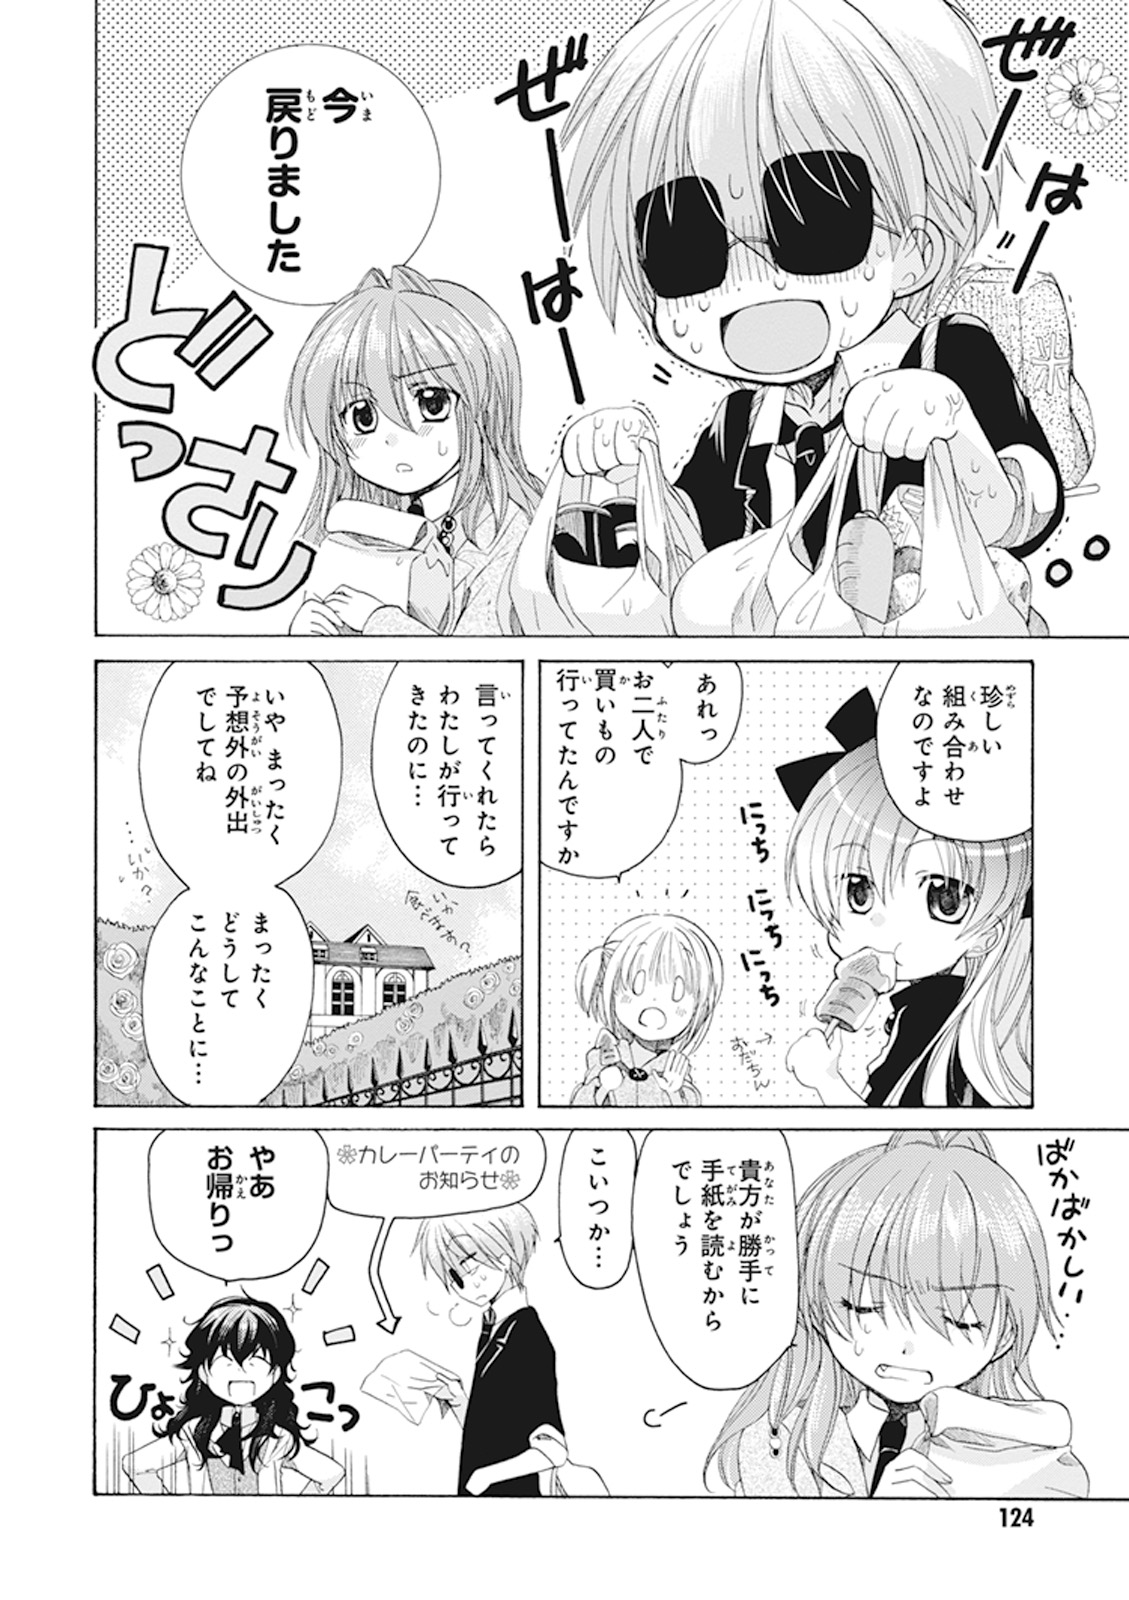 ぜー
はー
ぜー
はー
今
戻りました
どっさり
米
珍しい
組み合わせ
なのですよ
にっち
にっち
にっち
おだちん
あれっ
お二人で
買いもの
行ってたんですか
言ってくれたら
わたしが行って
きたのに…
いや まったく
予想外の外出
でしてね
まったく
どうして
こんなことに…
ばかばかしい…
貴方が勝手に
手紙を読むから
でしょう
こいつか…
❀カレーパーティの
お知らせ❀
やあ
お帰りっ
ひょこっ
124